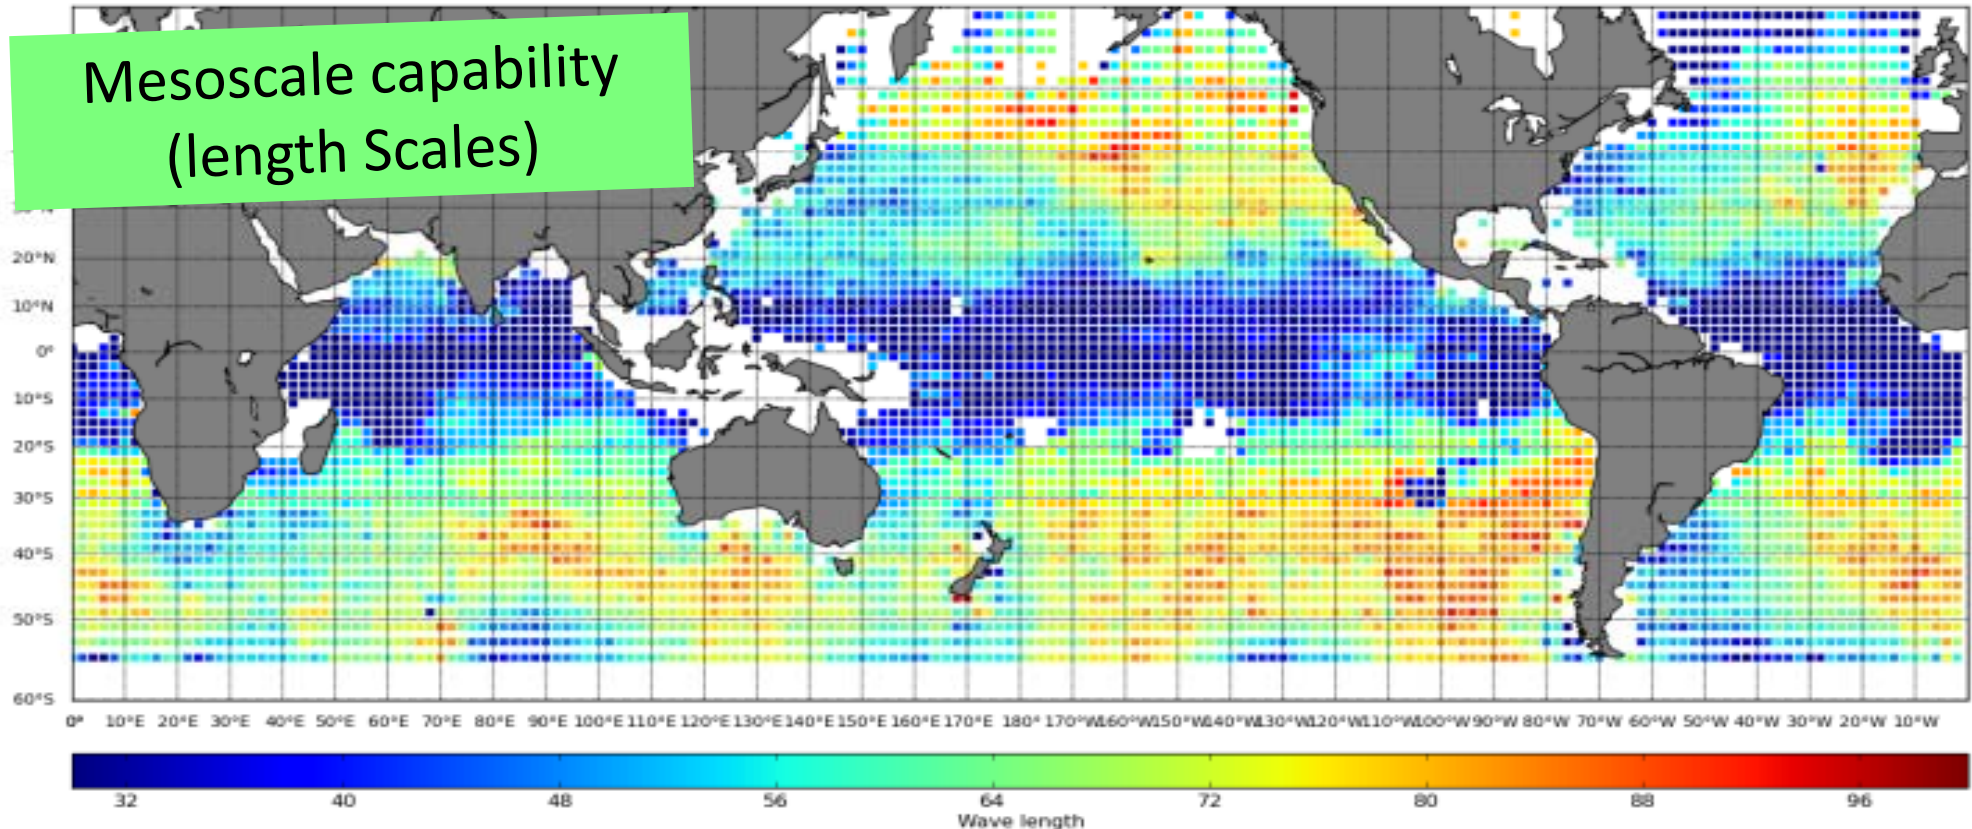 Mesoscale capability
(length Scales)
20°N
10°N
0°
10°S
20°S
30°S
40°S
50°S
60°S
0° 10°E 20°E 30°E 40°E 50°E 60°E 70°E 80°E 90°E 100°E 110°E 120°E 130°E 140°E 150°E 160°E 170°E 180° 170°W 160°W 150°W 140°W 130°W 120°W 110°W 100°W 90°W 80°W 70°W 60°W 50°W 40°W 30°W 20°W 10°W
32 40 48 56 64 72 80 88 96
Wave length